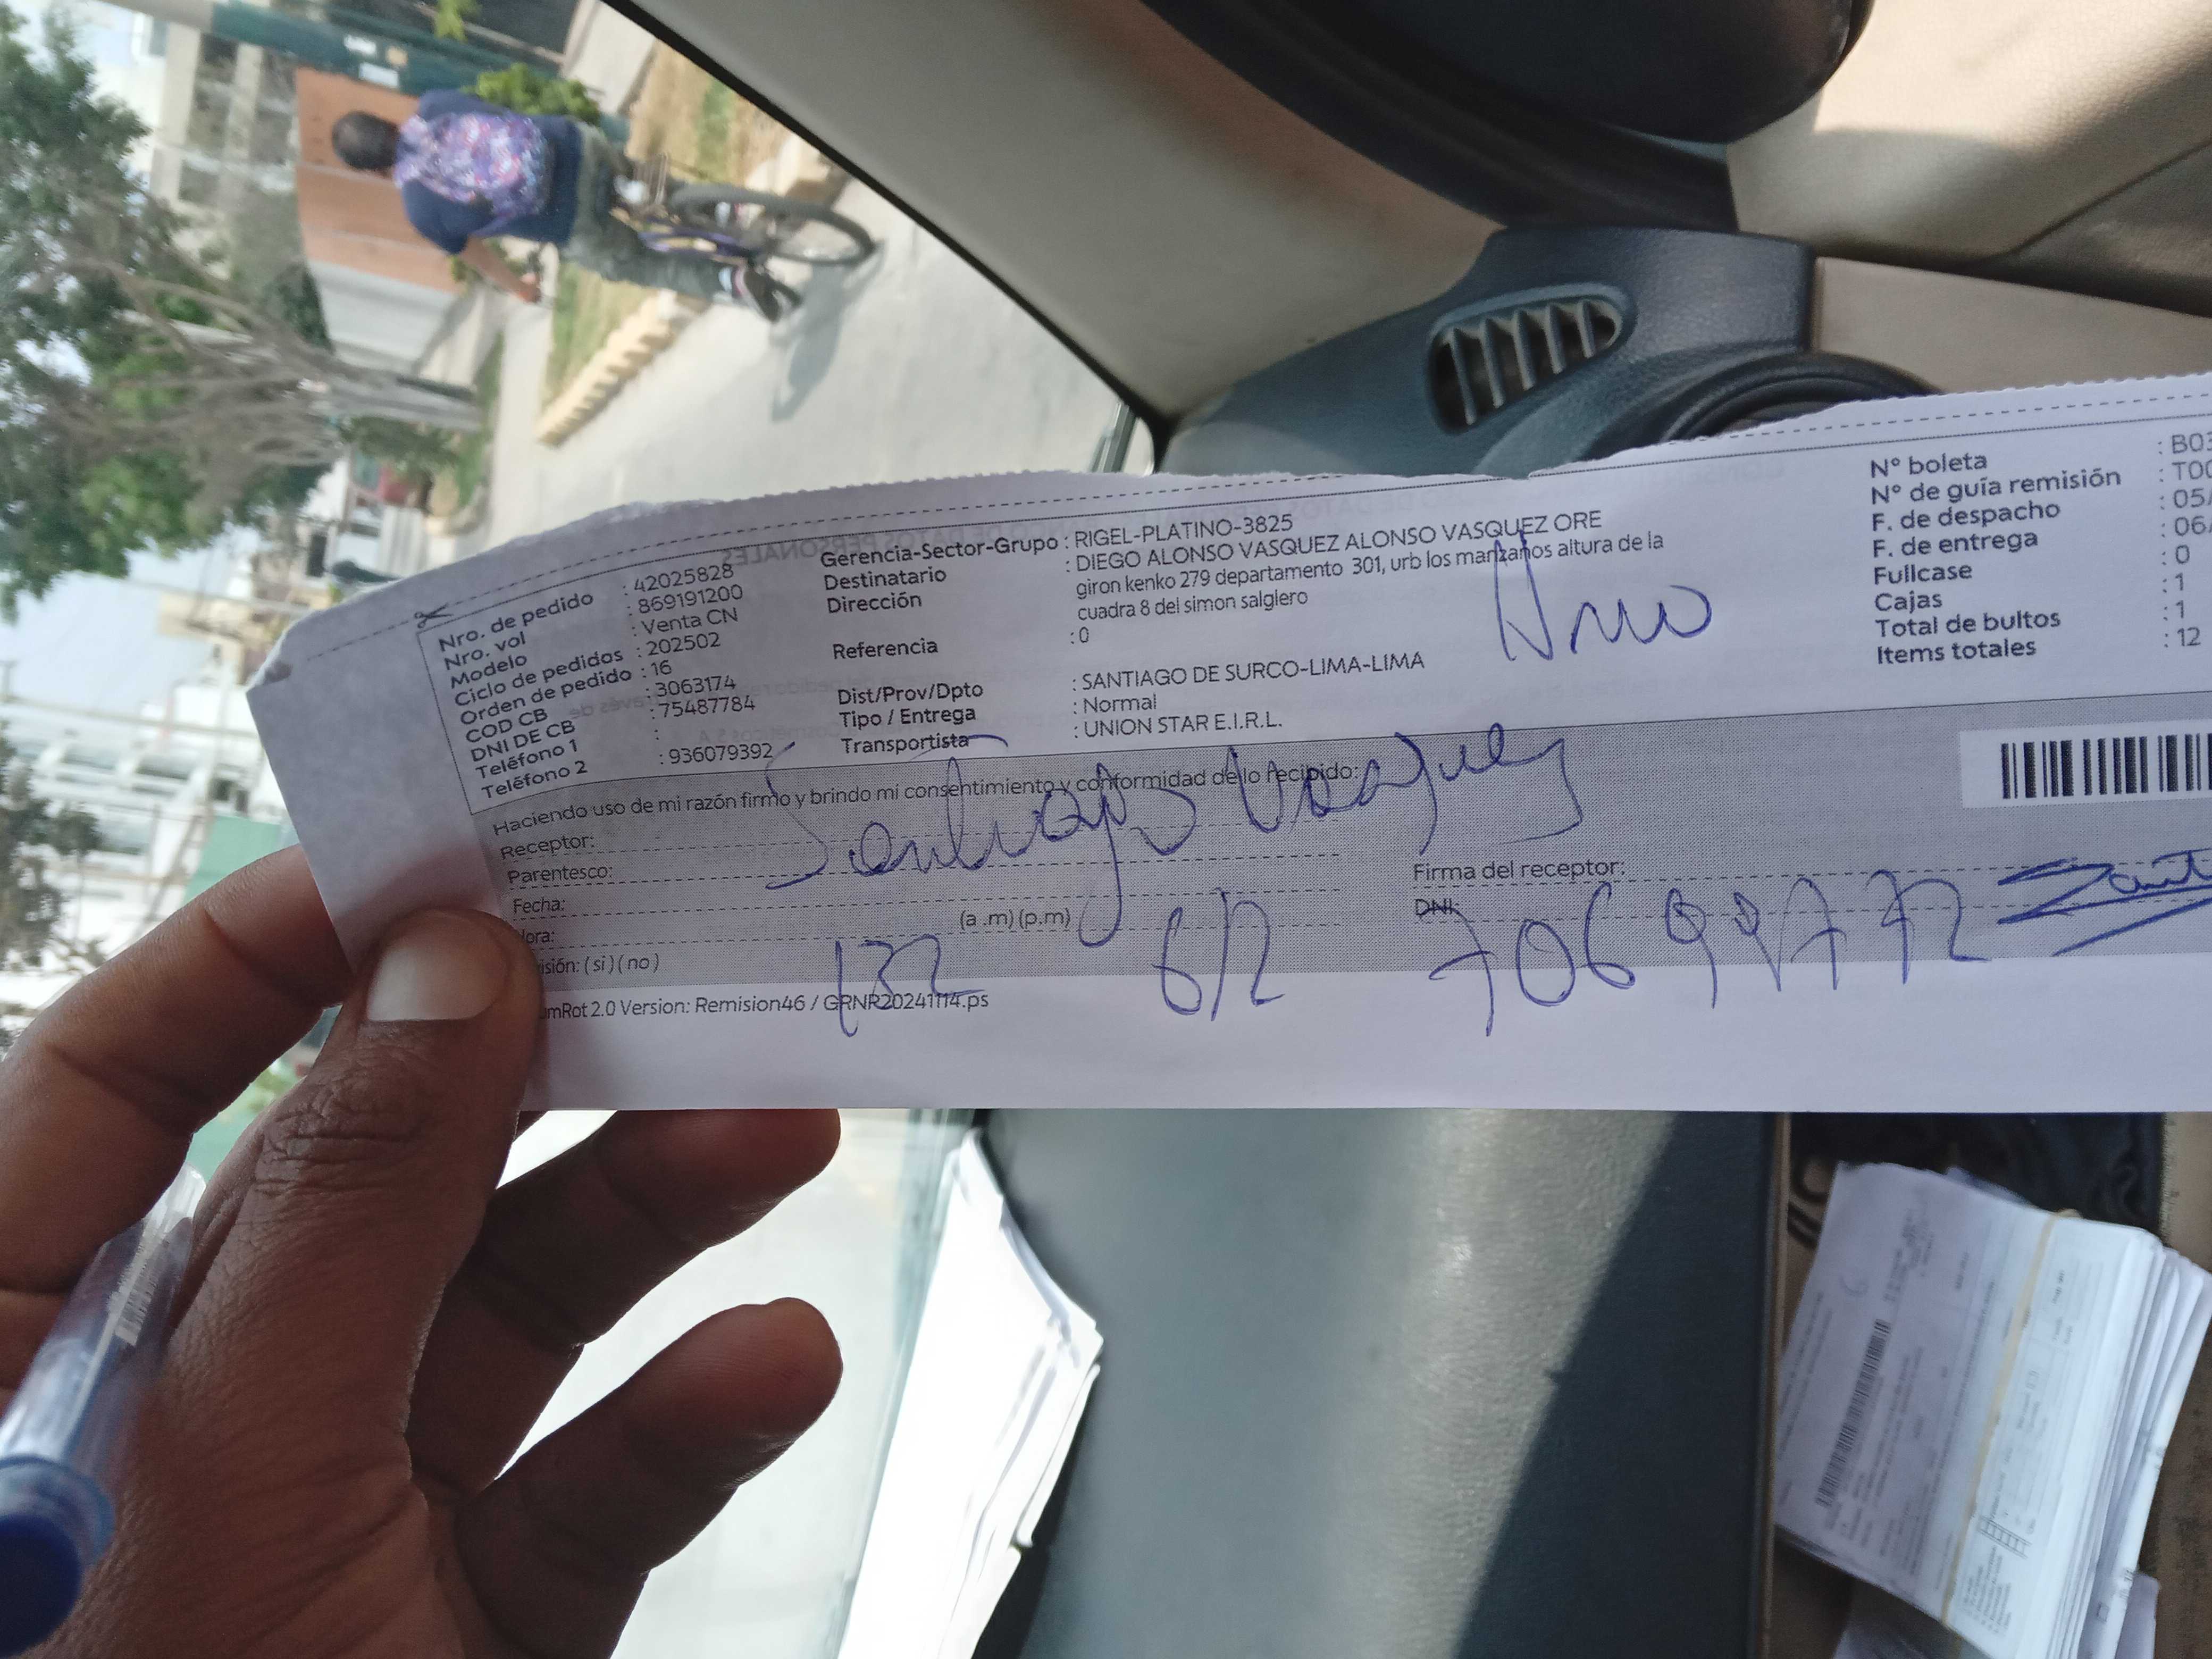 Nro. de pedido : 42025828
Nro. vol : 869191200
Modelo : Venta CN
Ciclo de pedidos : 202502
Orden de pedido : 16
COD CB : 3063174
DNI DE CB : 75487784
Teléfono 1 :
Teléfono 2 : 936079392
Gerencia-Sector-Grupo : RIGEL-PLATINO-3825
Destinatario : DIEGO ALONSO VASQUEZ ALONSO VASQUEZ ORE
Dirección giron kenko 279 departamento 301, urb los manzanos altura de la
cuadra 8 del simon salglero
Referencia : 0
Dist/Prov/Dpto : SANTIAGO DE SURCO-LIMA-LIMA
Tipo / Entrega : Normal
Transportista : UNION STAR E.I.R.L.
N° boleta : B03
N° de guía remisión : T00
F. de despacho : 05/
F. de entrega : 06/
Fullcase : 0
Cajas : 1
Total de bultos : 1
Items totales : 12
Haciendo uso de mi razón firmo y brindo mi consentimiento y conformidad de lo recibido:
Receptor: Santiago Vasquez
Parentesco:
Fecha:
Hora: (a .m) (p.m)
isión: ( si ) ( no )
Firma del receptor:
DNI:
132 6/2
mRot 2.0 Version: Remision46 / GRNR20241114.ps